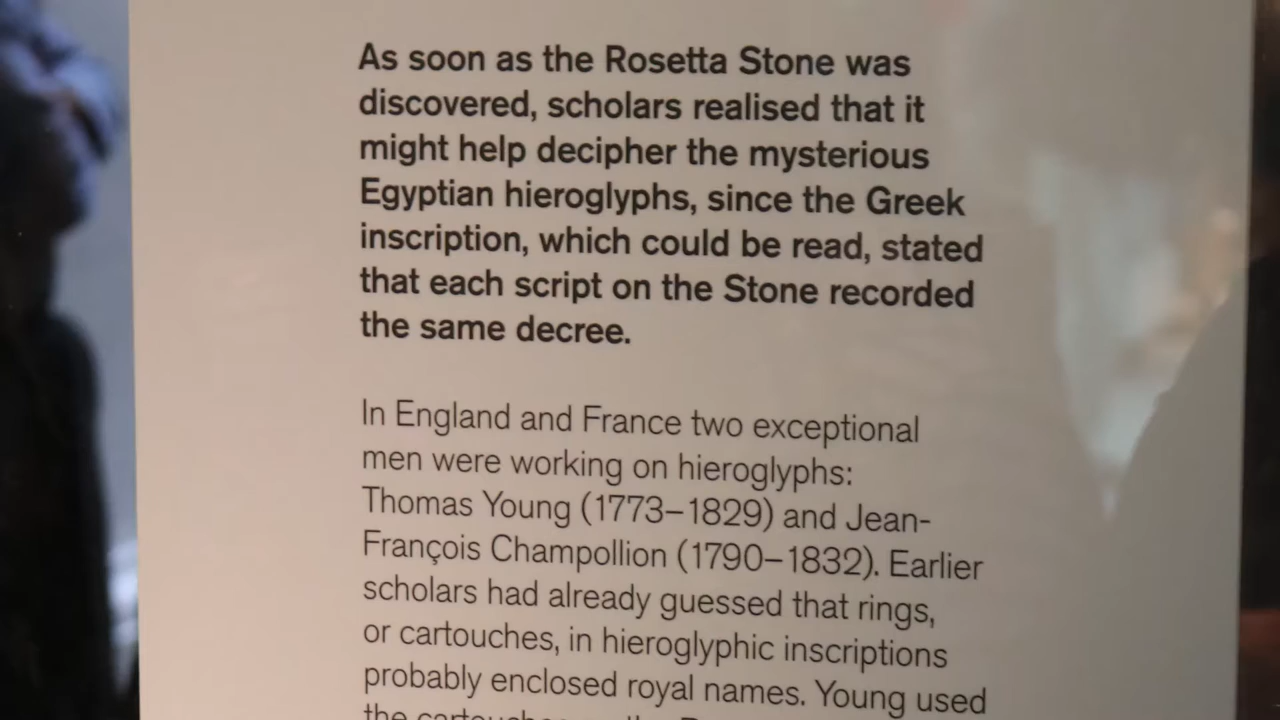 As soon as the Rosetta Stone was
discovered, scholars realised that it
might help decipher the mysterious
Egyptian hieroglyphs, since the Greek
inscription, which could be read, stated
that each script on the Stone recorded
the same decree.
In England and France two exceptional
men were working on hieroglyphs:
Thomas Young (1773–1829) and Jean-
François Champollion (1790–1832). Earlier
scholars had already guessed that rings,
or cartouches, in hieroglyphic inscriptions
probably enclosed royal names. Young used
the